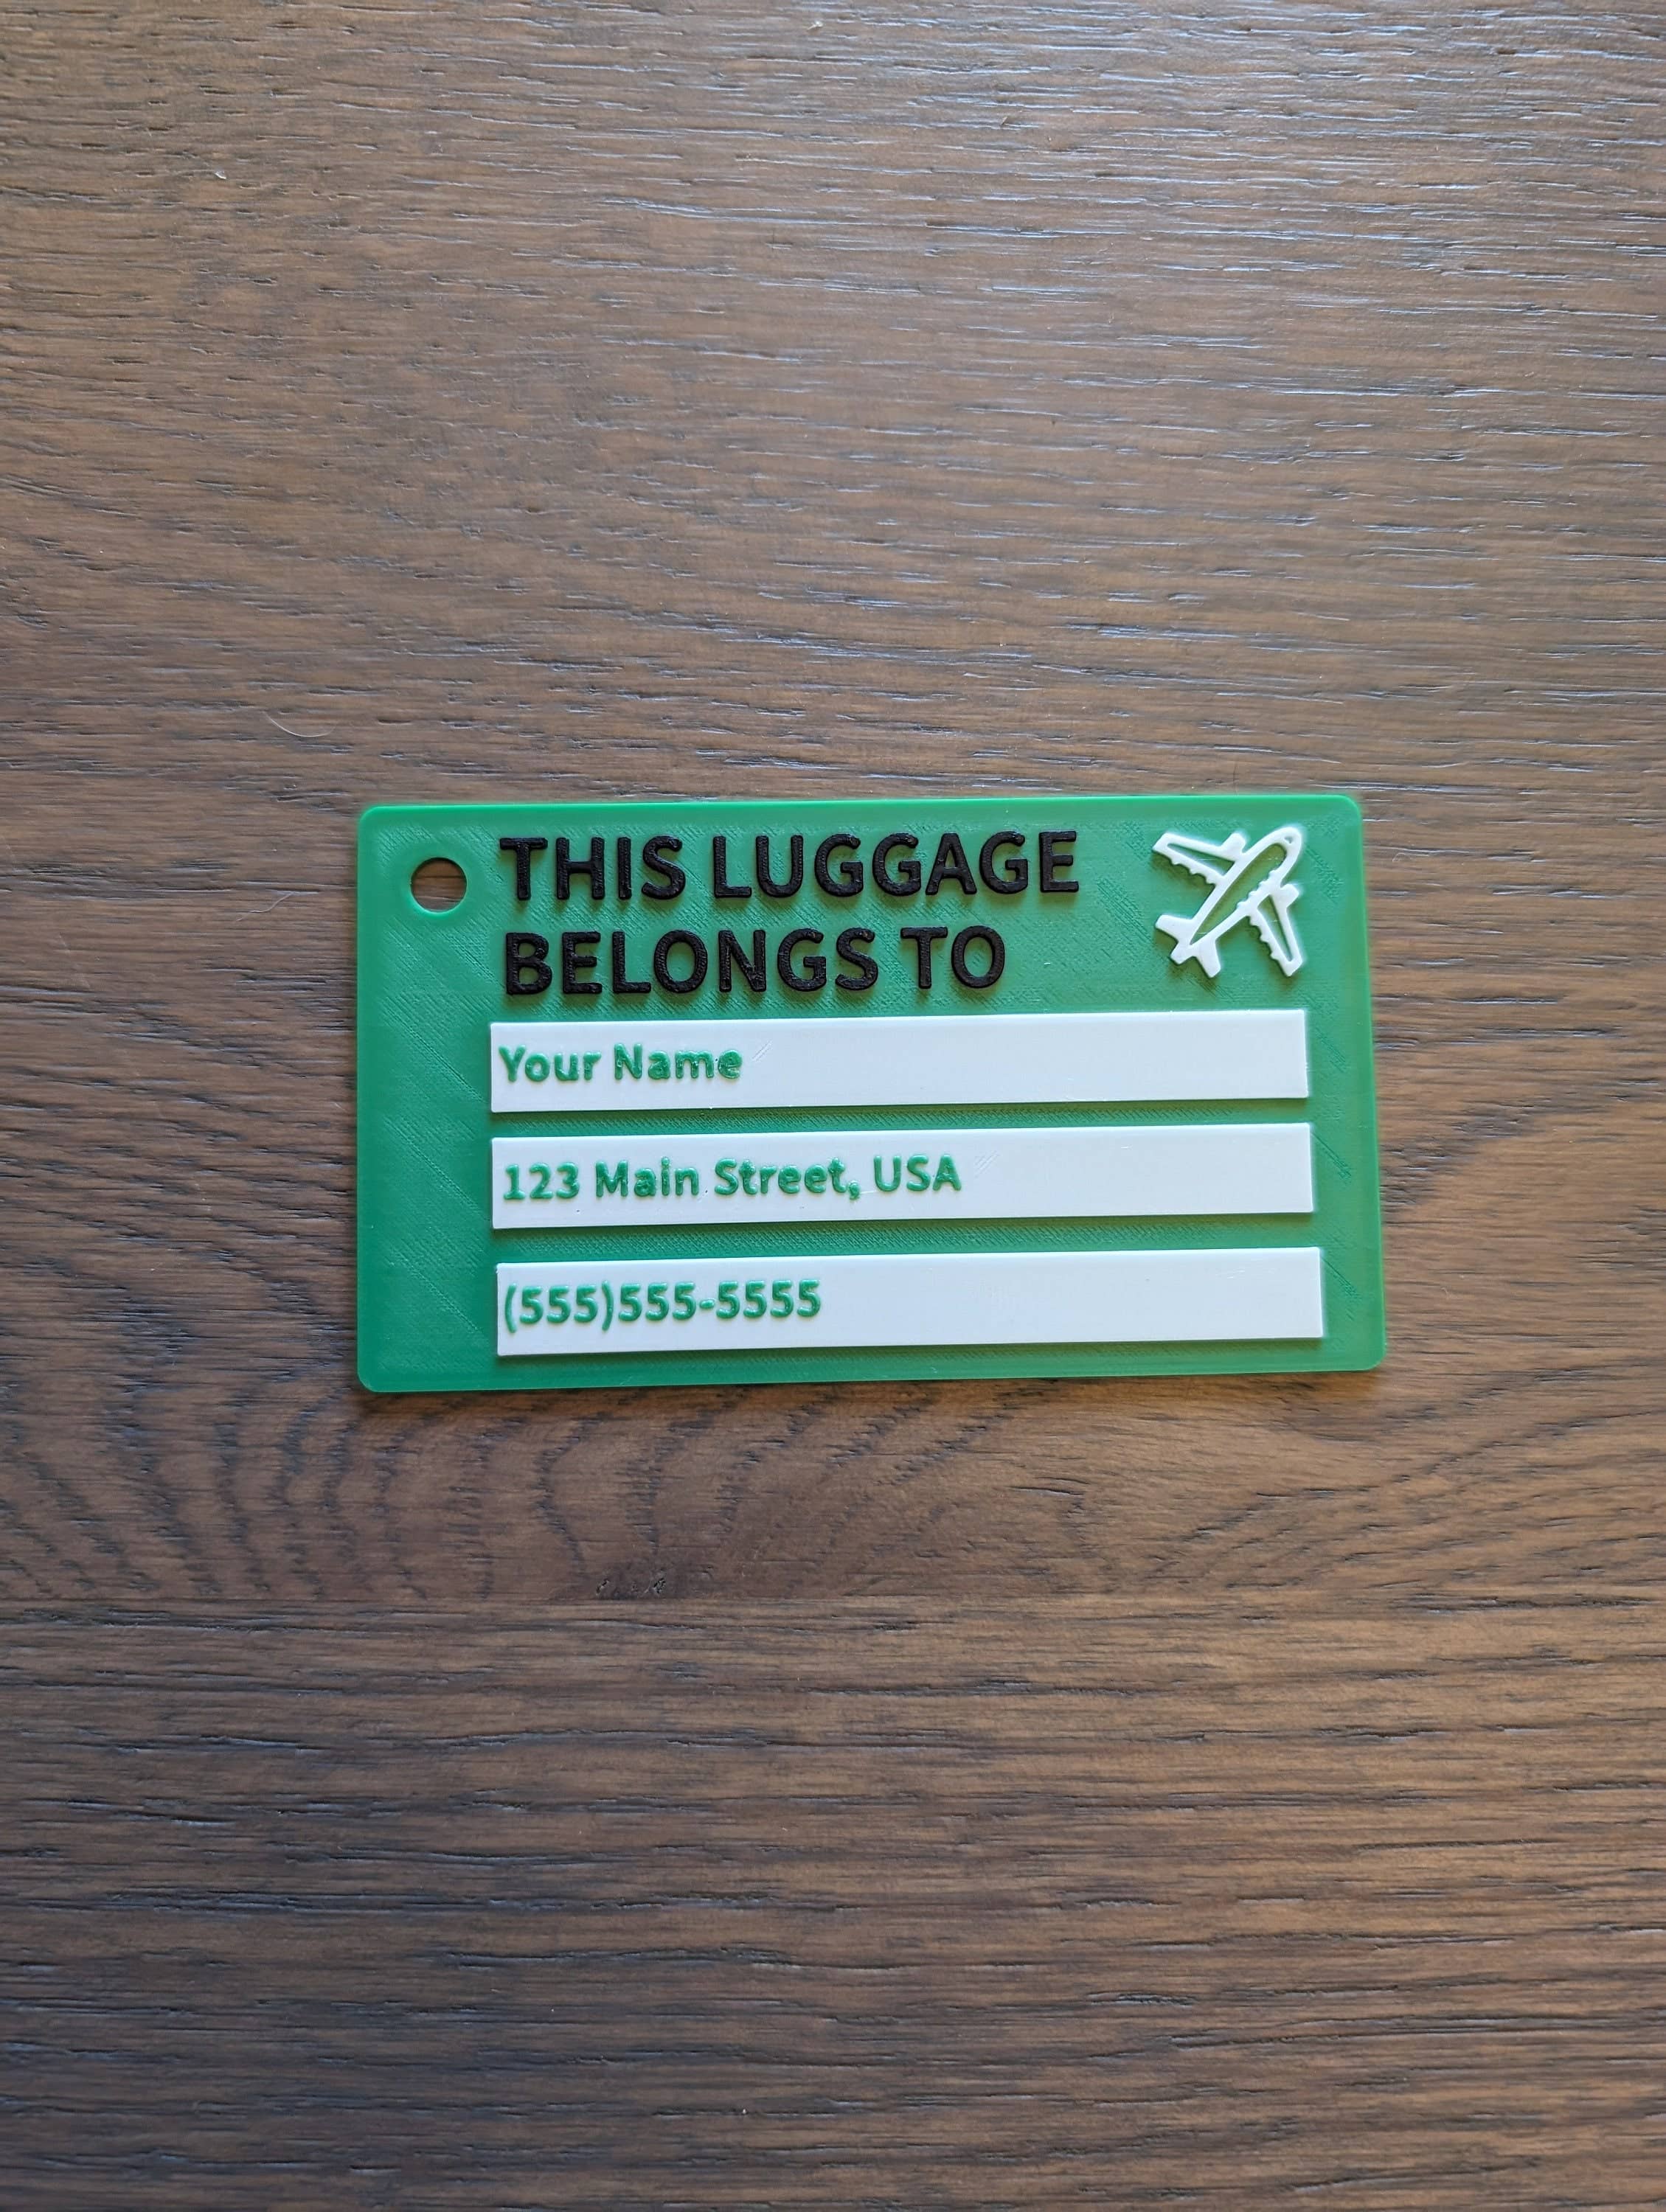 THIS LUGGAGE
BELONGS TO
Your Name
123 Main Street, USA
(555)555-5555